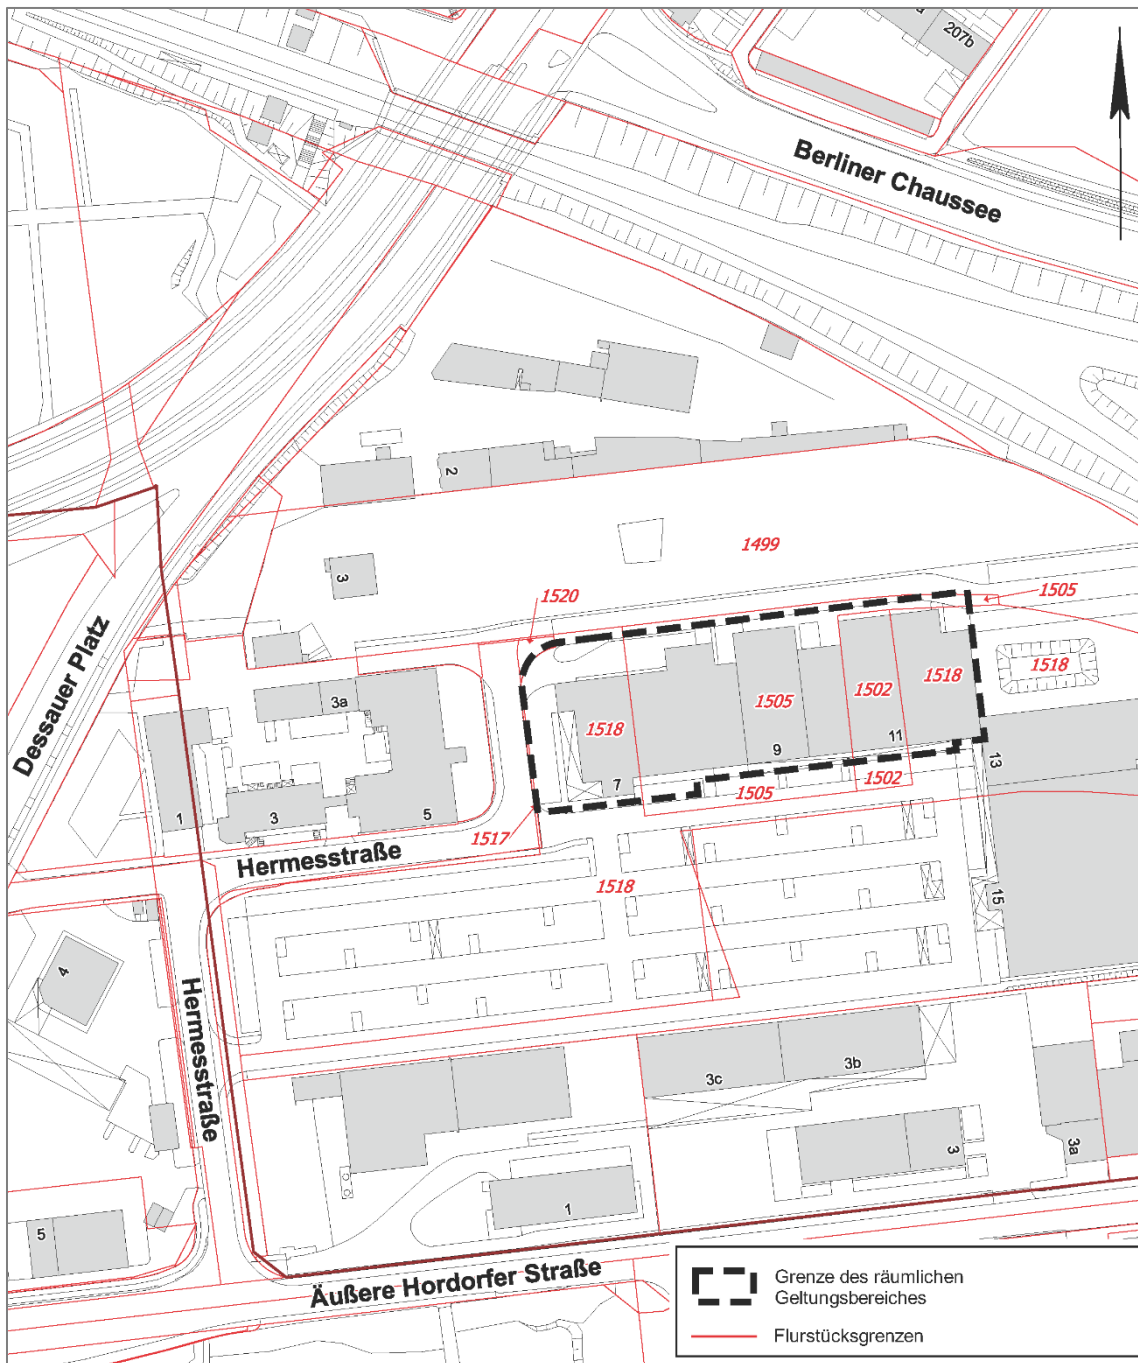 207b
Berliner Chaussee
2
1499
3
1520
1505
1518
3a
1518
1505
1502
1518
Dessauer Platz
11
9
13
7
1502
1505
1
3
5
1517
Hermesstraße
1518
15
4
Hermesstraße
3c
3b
3
3a
1
5
Äußere Hordorfer Straße
Grenze des räumlichen
Geltungsbereiches
Flurstücksgrenzen